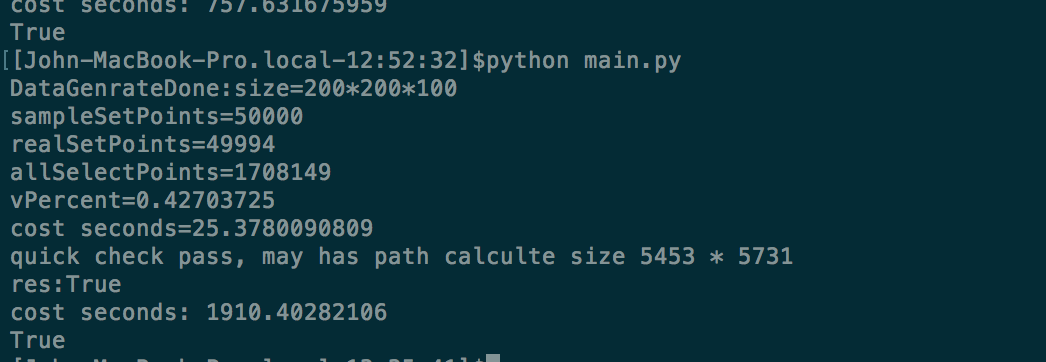 cost seconds: 757.631675959
True
[[John-MacBook-Pro.local-12:52:32]$python main.py
DataGenrateDone:size=200*200*100
sampleSetPoints=50000
realSetPoints=49994
allSelectPoints=1708149
vPercent=0.42703725
cost seconds=25.3780090809
quick check pass, may has path calculte size 5453 * 5731
res:True
cost seconds: 1910.40282106
True